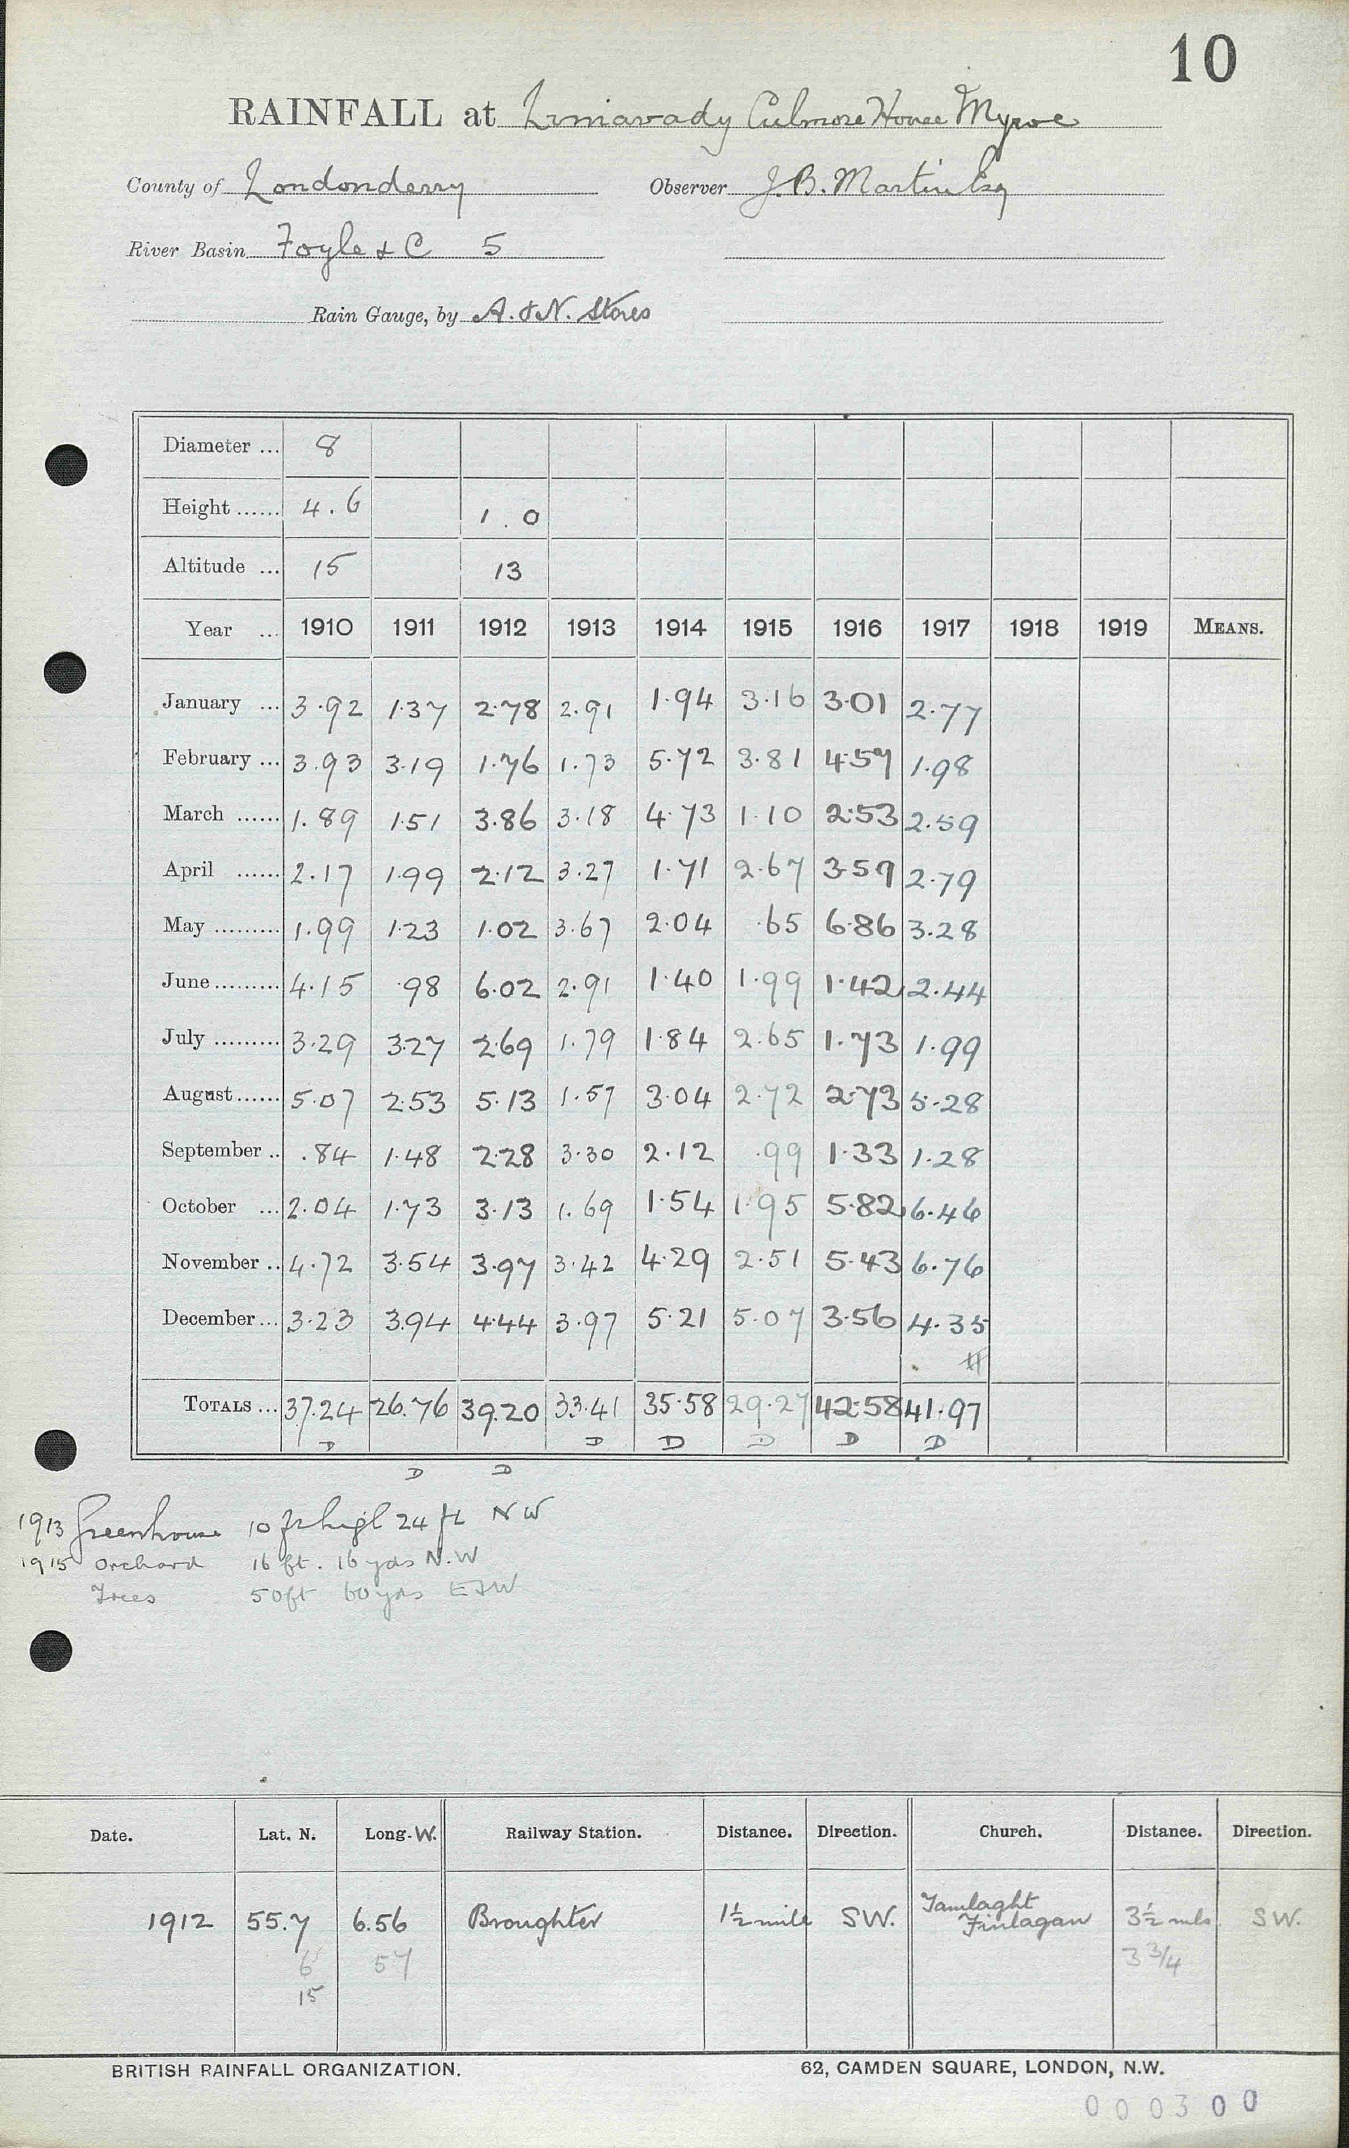 10
RAINFALL at Limavady Culmore House Myroe
County of Londonderry Observer J.B. Martin Esq
River Basin Foyle & C 5
Rain Gauge, by A. & N. Stores
Diameter ... 8
Height ...... 4.6 1.0
Altitude ... 15 13
Year ... 1910 1911 1912 1913 1914 1915 1916 1917 1918 1919 MEANS.
January ... 3.92 1.37 2.78 2.91 1.94 3.16 3.01 2.77
February ... 3.93 3.19 1.76 1.73 5.72 3.81 4.57 1.98
March ...... 1.89 1.51 3.86 3.18 4.73 1.10 2.53 2.59
April ...... 2.17 1.99 2.12 3.27 1.71 2.67 3.59 2.79
May ......... 1.99 1.23 1.02 3.67 2.04 .65 6.86 3.28
June ......... 4.15 .98 6.02 2.91 1.40 1.99 1.42 2.44
July ......... 3.29 3.27 2.69 1.79 1.84 2.65 1.73 1.99
August ...... 5.07 2.53 5.13 1.57 3.04 2.72 2.73 5.28
September .. .84 1.48 2.28 3.30 2.12 .99 1.33 1.28
October ... 2.04 1.73 3.13 1.69 1.54 1.95 5.82 6.46
November .. 4.72 3.54 3.97 3.42 4.29 2.51 5.43 6.76
December ... 3.23 3.94 4.44 3.97 5.21 5.07 3.56 4.35
TOTALS ... 37.24 26.76 39.20 33.41 35.58 29.27 42.58 41.97
D D D D D D
D D
1913 Greenhouse 10 ft high 24 ft NW
1915 Orchard 16 ft. 16 yds N.W
Trees 50ft 60 yds E & W
Date. Lat. N. Long. W. Railway Station. Distance. Direction. Church. Distance. Direction.
1912 55.7 6.56 Broughter 1½ mile SW. Tamlaght Finlagan 3½ mls SW.
6 57 3¾
15
BRITISH RAINFALL ORGANIZATION. 62, CAMDEN SQUARE, LONDON, N.W.
000300